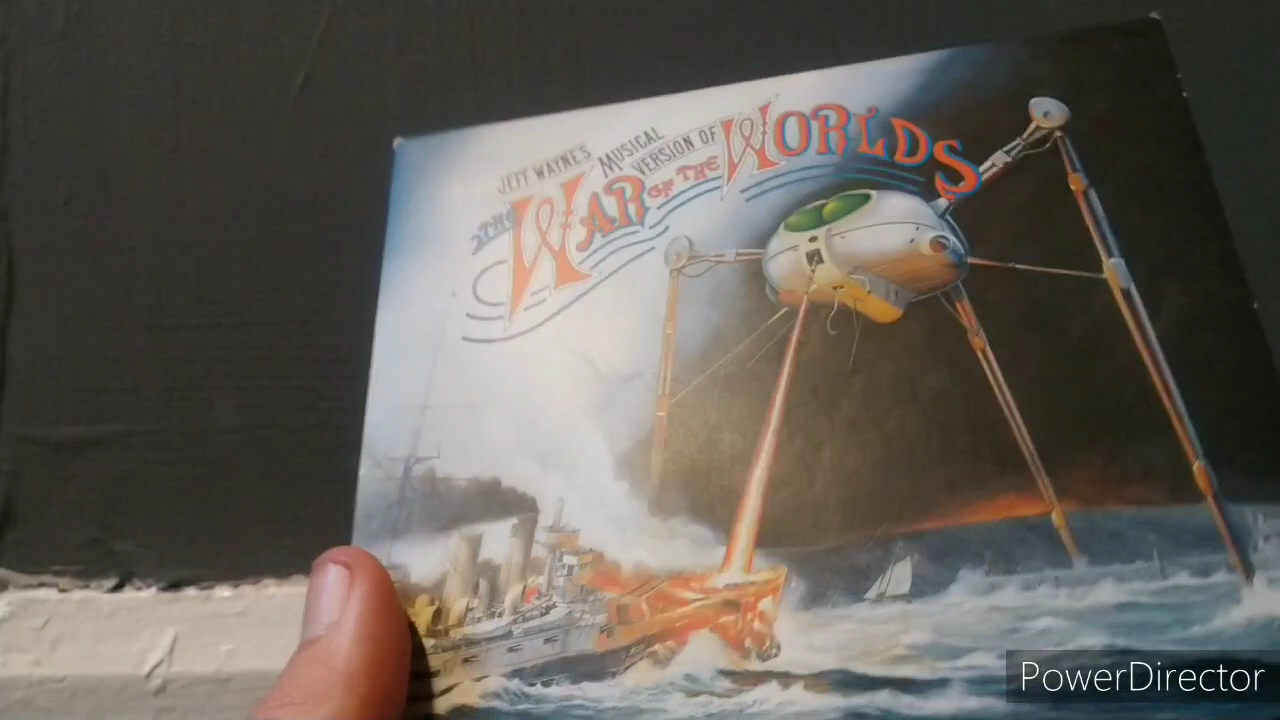 JEFF WAYNE'S
MUSICAL
VERSION OF
THE WAR OF THE WORLDS
PowerDirector